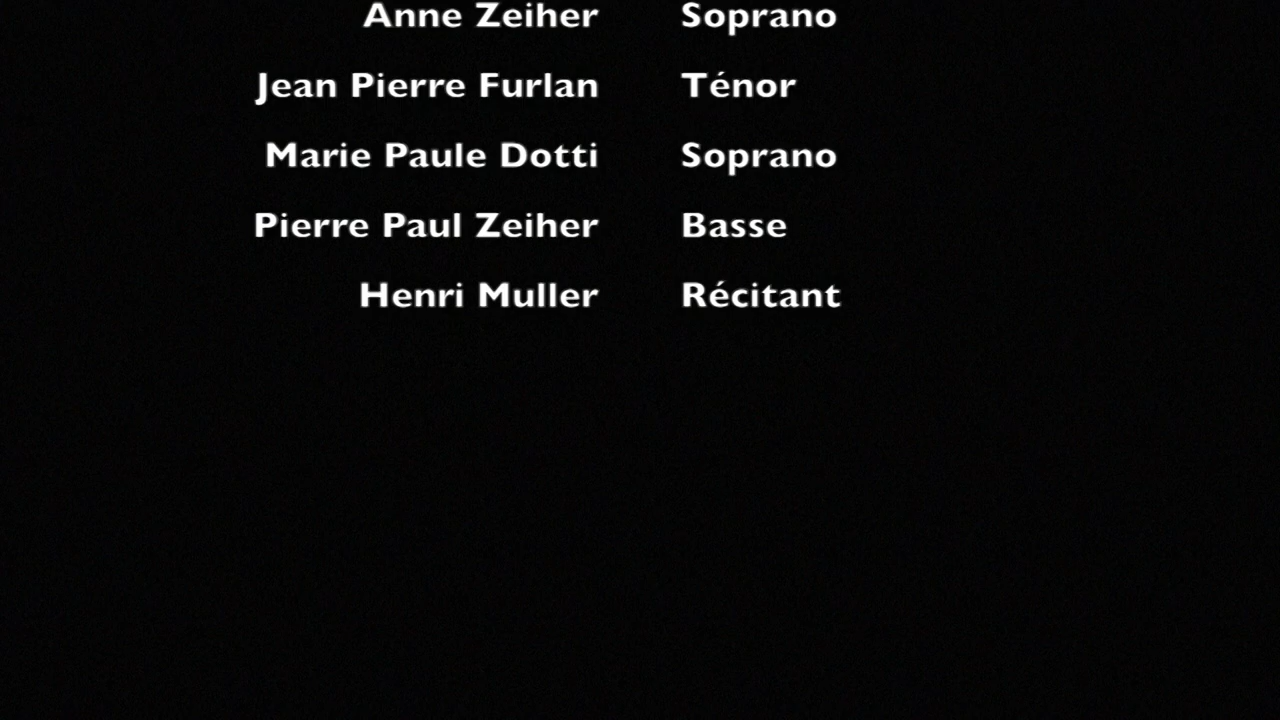 Anne Zeiher Soprano
Jean Pierre Furlan Ténor
Marie Paule Dotti Soprano
Pierre Paul Zeiher Basse
Henri Muller Récitant